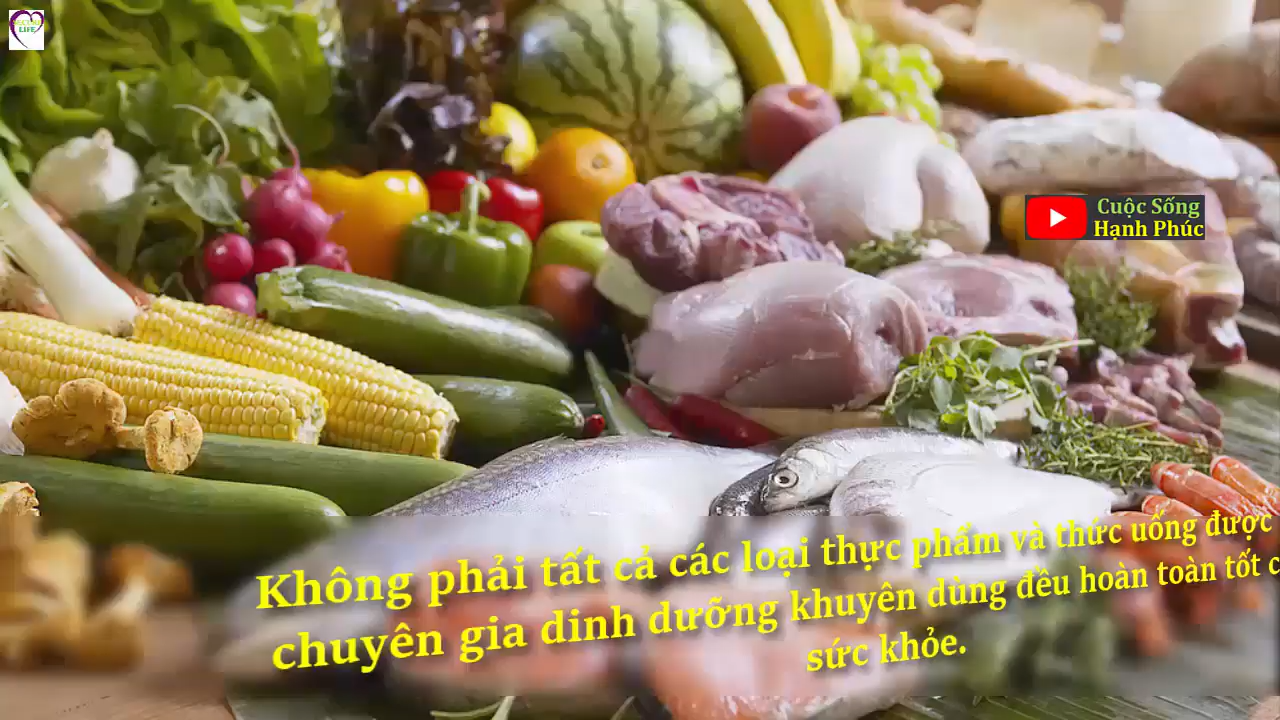 LIFE
Cuộc Sống
Hạnh Phúc
Không phải tất cả các loại thực phẩm và thức uống được
chuyên gia dinh dưỡng khuyên dùng đều hoàn toàn tốt
sức khỏe.